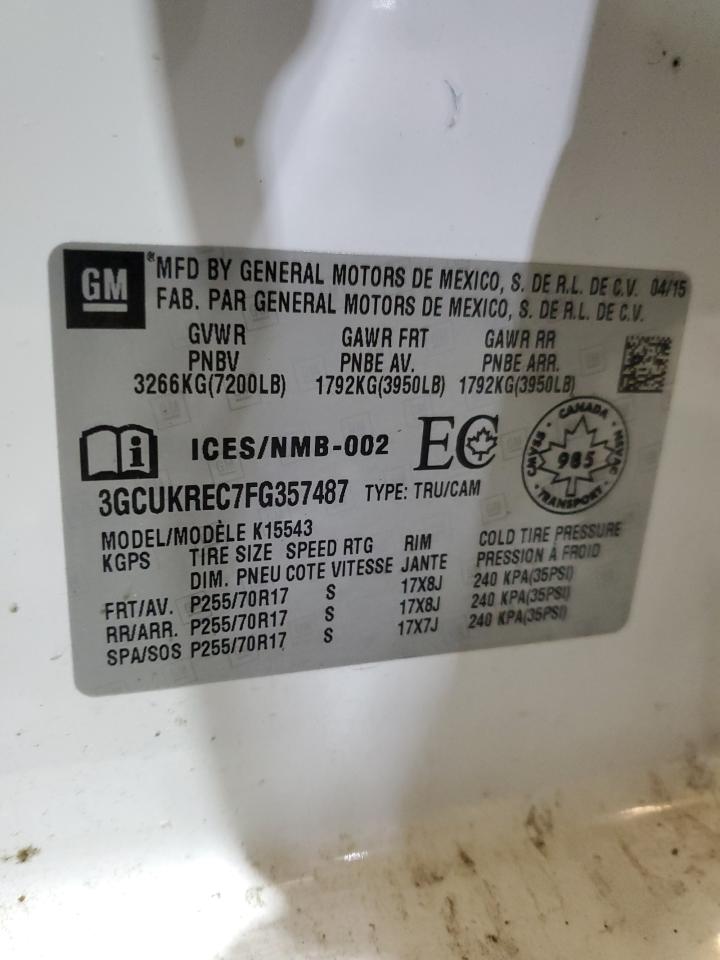 GM
®MFD BY GENERAL MOTORS DE MEXICO, S. DE R.L. DE C.V. 04/15
FAB. PAR GENERAL MOTORS DE MEXICO, S. DE R.L. DE C.V.
GVWR GAWR FRT GAWR RR
PNBV PNBE AV. PNBE ARR.
3266KG(7200LB) 1792KG(3950LB) 1792KG(3950LB)
i ICES/NMB-002 EC
CANADA
CMVSS 985 NSVAC
TRANSPORT
3GCUKREC7FG357487 TYPE: TRU/CAM
MODEL/MODÈLE K15543
KGPS TIRE SIZE SPEED RTG RIM COLD TIRE PRESSURE
DIM. PNEU COTE VITESSE JANTE PRESSION À FROID
FRT/AV. P255/70R17 S 17X8J 240 KPA(35PSI)
RR/ARR. P255/70R17 S 17X8J 240 KPA(35PSI)
SPA/SOS P255/70R17 S 17X7J 240 KPA(35PSI)